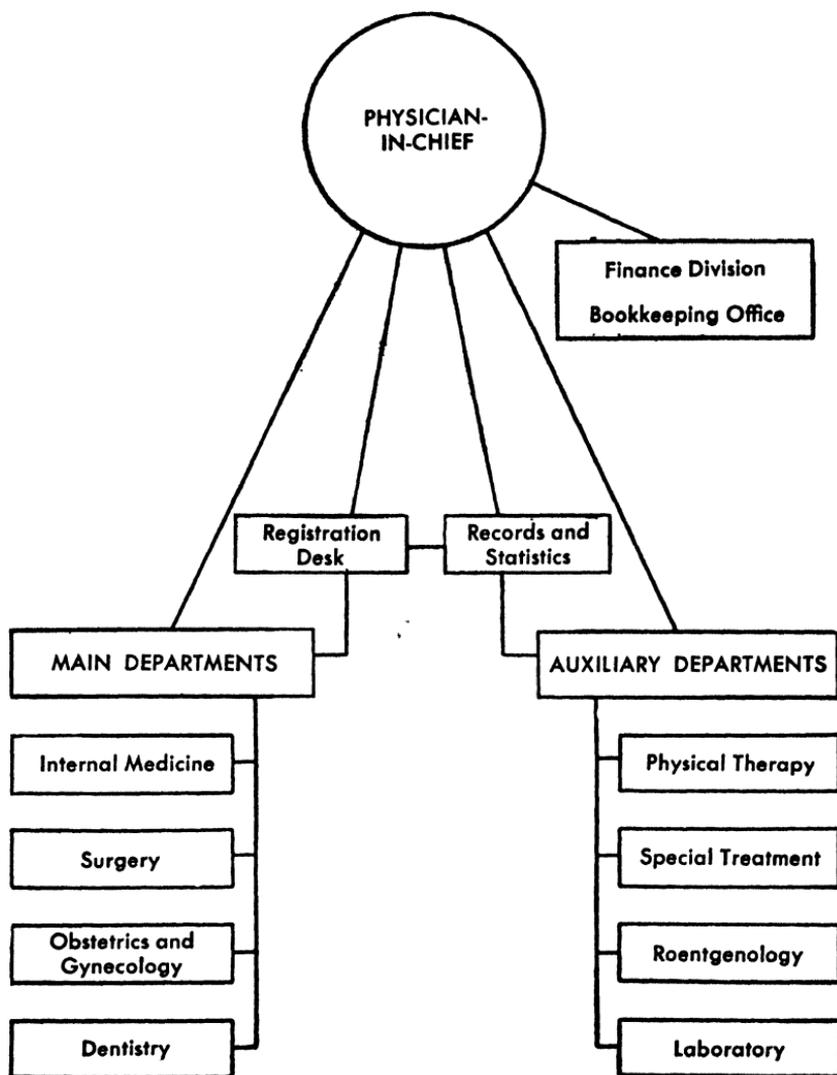 PHYSICIAN-
IN-CHIEF
Finance Division
Bookkeeping Office
Registration
Desk
Records and
Statistics
MAIN DEPARTMENTS
AUXILIARY DEPARTMENTS
Internal Medicine
Physical Therapy
Surgery
Special Treatment
Obstetrics and
Gynecology
Roentgenology
Dentistry
Laboratory